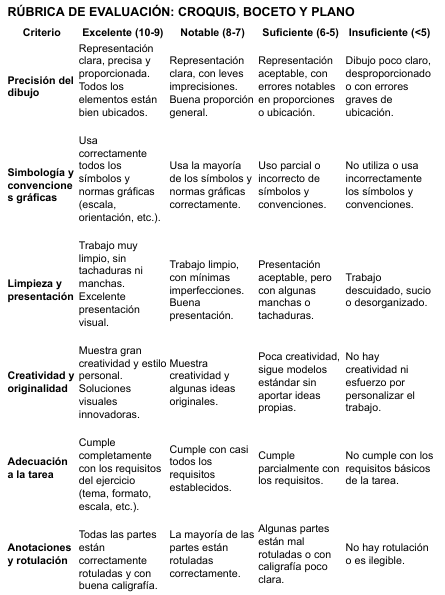 RÚBRICA DE EVALUACIÓN: CROQUIS, BOCETO Y PLANO
Criterio Excelente (10-9) Notable (8-7) Suficiente (6-5) Insuficiente (<5)
Precisión del
dibujo
Representación
clara, precisa y
proporcionada.
Todos los
elementos están
bien ubicados.
Representación
clara, con leves
imprecisiones.
Buena proporción
general.
Representación
aceptable, con
errores notables
en proporciones
o ubicación.
Dibujo poco claro,
desproporcionado
o con errores
graves de
ubicación.
Simbología y
convencione
s gráficas
Usa
correctamente
todos los
símbolos y
normas gráficas
(escala,
orientación, etc.).
Usa la mayoría
de los símbolos y
normas gráficas
correctamente.
Uso parcial o
incorrecto de
símbolos y
convenciones.
No utiliza o usa
incorrectamente
los símbolos y
convenciones.
Limpieza y
presentación
Trabajo muy
limpio, sin
tachaduras ni
manchas.
Excelente
presentación
visual.
Trabajo limpio,
con mínimas
imperfecciones.
Buena
presentación.
Presentación
aceptable, pero
con algunas
manchas o
tachaduras.
Trabajo
descuidado, sucio
o desorganizado.
Creatividad y
originalidad
Muestra gran
creatividad y estilo
personal.
Soluciones
visuales
innovadoras.
Muestra
creatividad y
algunas ideas
originales.
Poca creatividad,
sigue modelos
estándar sin
aportar ideas
propias.
No hay
creatividad ni
esfuerzo por
personalizar el
trabajo.
Adecuación
a la tarea
Cumple
completamente
con los requisitos
del ejercicio
(tema, formato,
escala, etc.).
Cumple con casi
todos los
requisitos
establecidos.
Cumple
parcialmente con
los requisitos.
No cumple con los
requisitos básicos
de la tarea.
Anotaciones
y rotulación
Todas las partes
están
correctamente
rotuladas y con
buena caligrafía.
La mayoría de las
partes están
rotuladas
correctamente.
Algunas partes
están mal
rotuladas o con
caligrafía poco
clara.
No hay rotulación
o es ilegible.